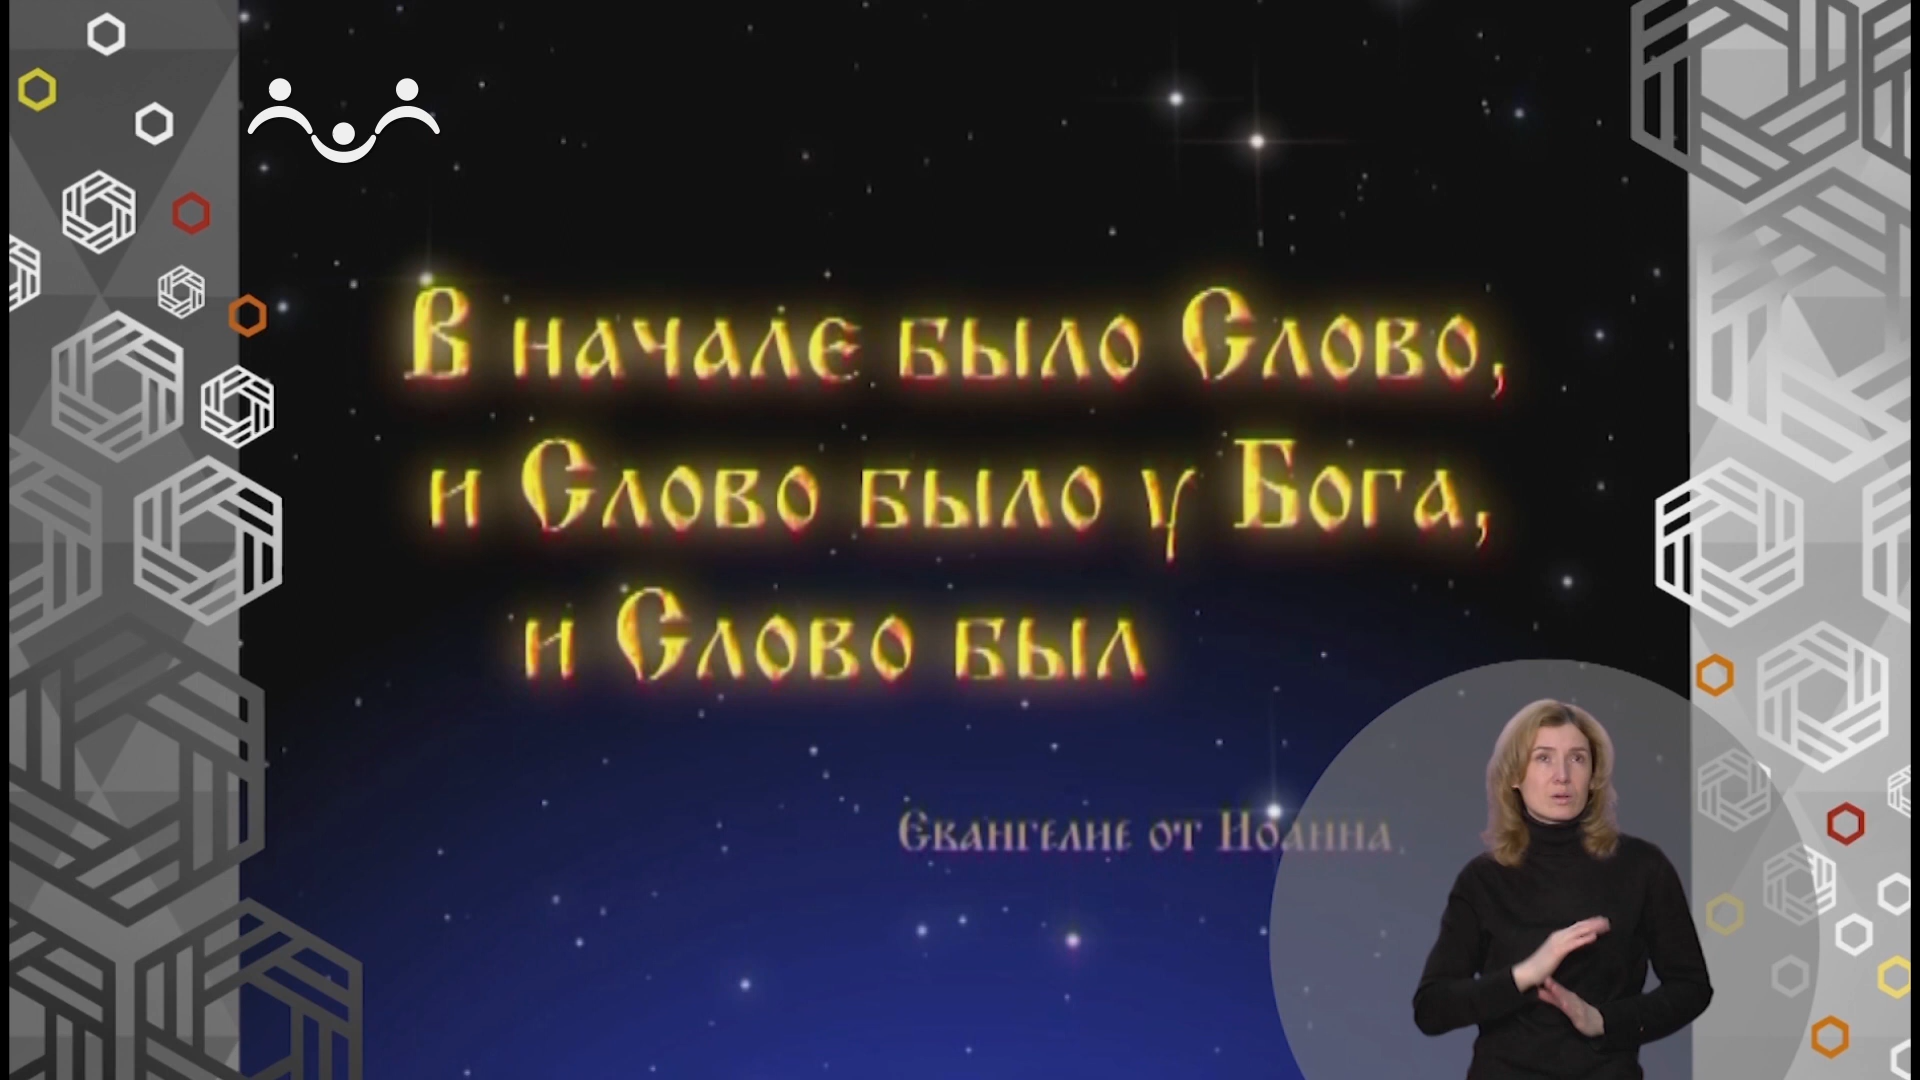 В начале было Слово,
и Слово было у Бога,
и Слово был
Евангелие от Иоанна